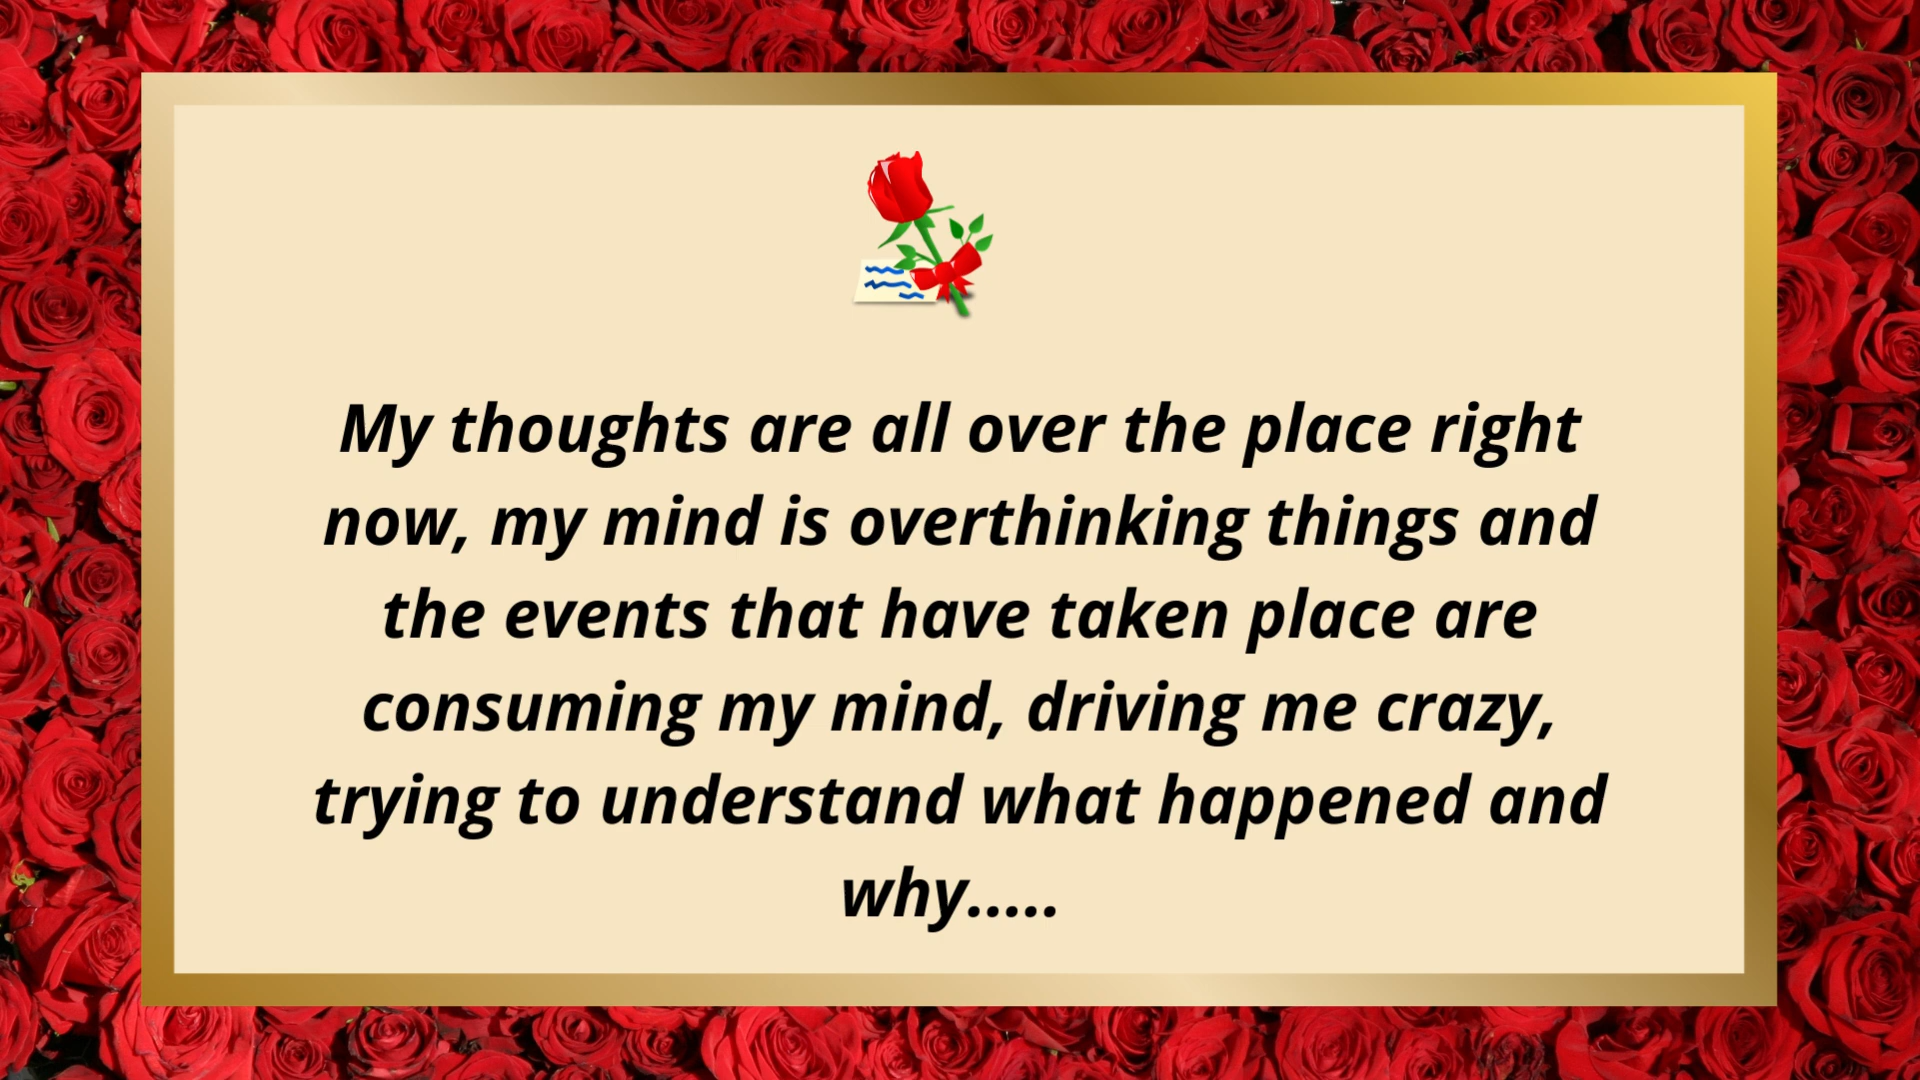 My thoughts are all over the place right
now, my mind is overthinking things and
the events that have taken place are
consuming my mind, driving me crazy,
trying to understand what happened and
why.....